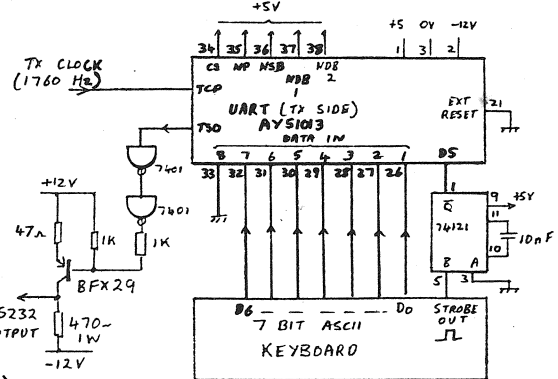 +5V
34 35 36 37 38
+5 0V -12V
1 3 2
CS NP NSB NDB 1 NDB 2
TX CLOCK
(1760 Hz)
TCP
UART (TX SIDE)
AY51013
EXT
RESET
21
TSO
DATA IN
8 7 6 5 4 3 2 1 DS
33 32 31 30 29 28 27 26
7401
7401
+12V
47Ω
1K
1K
BFX29
OUTPUT
470~
1W
-12V
1
Q̅
9
+5V
11
74121
10nF
10
B A
5 3
D6 D0
7 BIT ASCII
STROBE
OUT
KEYBOARD